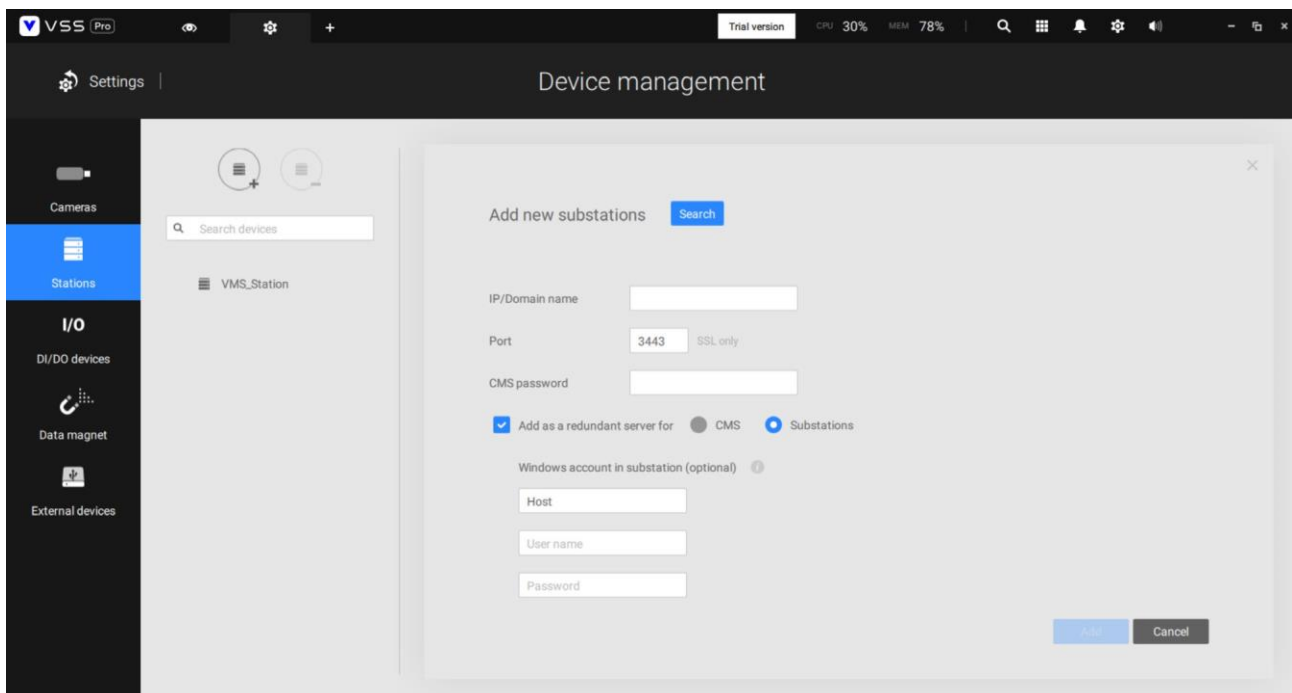 VSS Pro
+
Trial version
CPU 30%
MEM 78%
Settings
Device management
Cameras
Stations
I/O
DI/DO devices
Data magnet
External devices
Search devices
VMS_Station
Add new substations
Search
IP/Domain name
Port
3443
SSL only
CMS password
Add as a redundant server for
CMS
Substations
Windows account in substation (optional)
i
Host
User name
Password
Add
Cancel